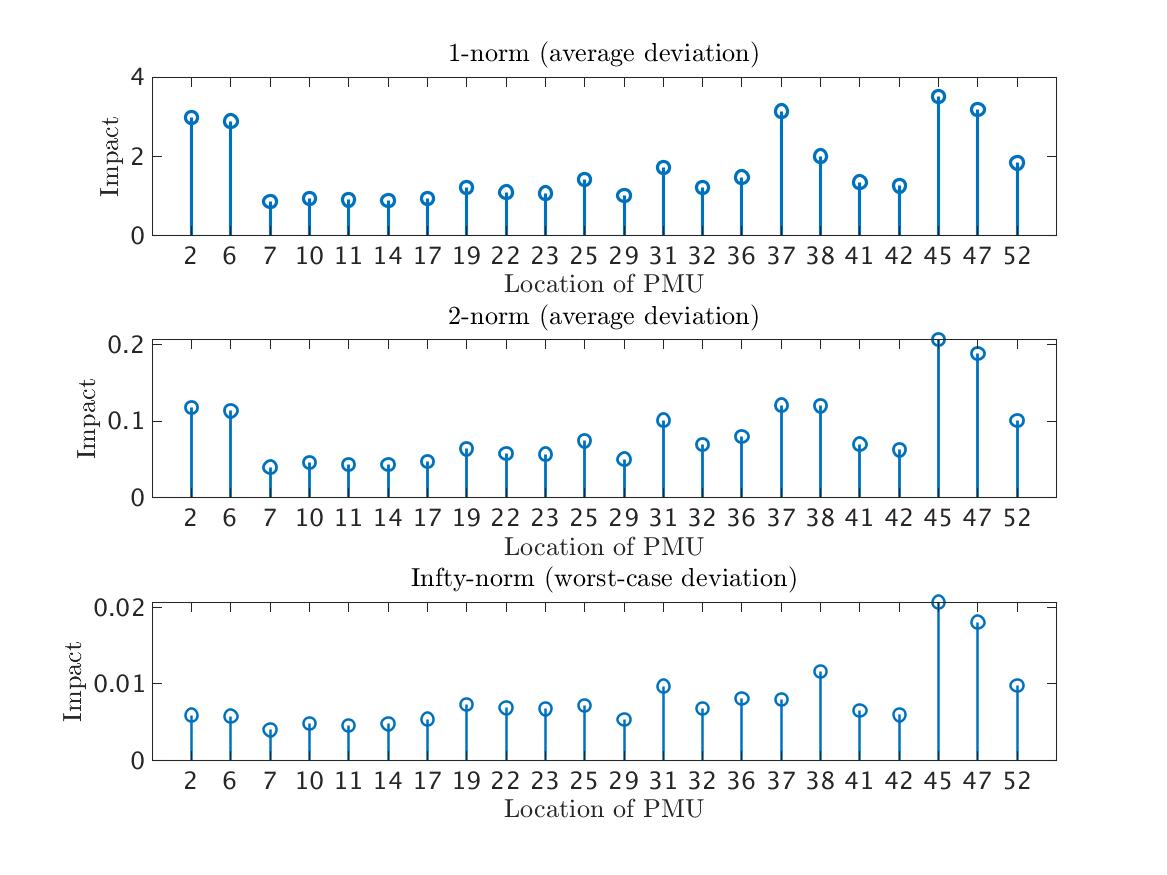 1-norm (average deviation)
4
2
0
Impact
2 6 7 10 11 14 17 19 22 23 25 29 31 32 36 37 38 41 42 45 47 52
Location of PMU
2-norm (average deviation)
0.2
0.1
0
Impact
2 6 7 10 11 14 17 19 22 23 25 29 31 32 36 37 38 41 42 45 47 52
Location of PMU
Infty-norm (worst-case deviation)
0.02
0.01
0
Impact
2 6 7 10 11 14 17 19 22 23 25 29 31 32 36 37 38 41 42 45 47 52
Location of PMU